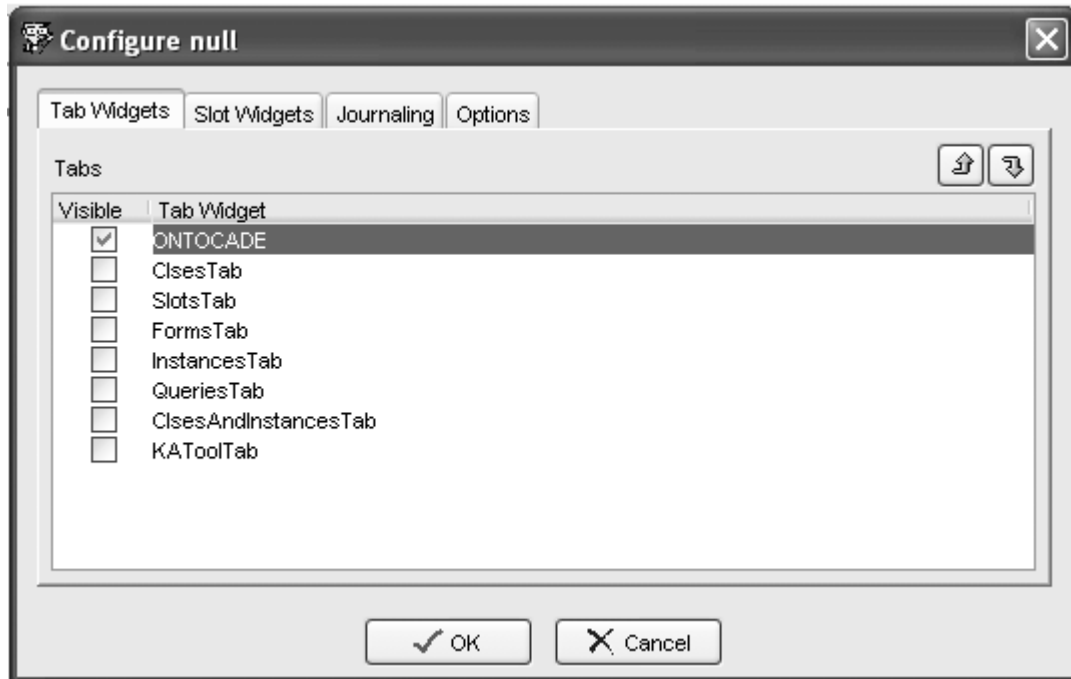 Configure null
Tab Widgets Slot Widgets Journaling Options
Tabs
Visible Tab Widget
ONTOCADE
ClsesTab
SlotsTab
FormsTab
InstancesTab
QueriesTab
ClsesAndInstancesTab
KAToolTab
OK Cancel